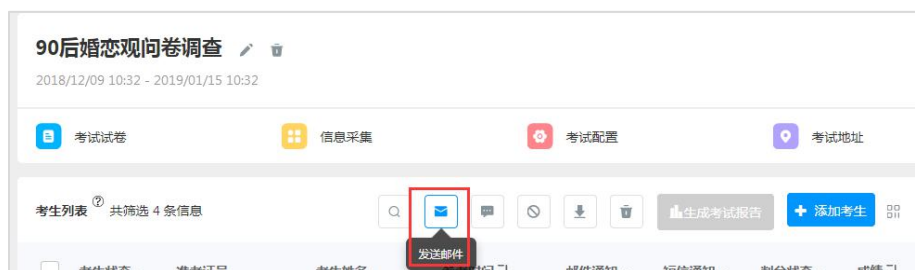 90后婚恋观问卷调查
2018/12/09 10:32 - 2019/01/15 10:32
考试试卷 信息采集 考试配置 考试地址
考生列表 ? 共筛选 4 条信息 生成考试报告 + 添加考生
发送邮件